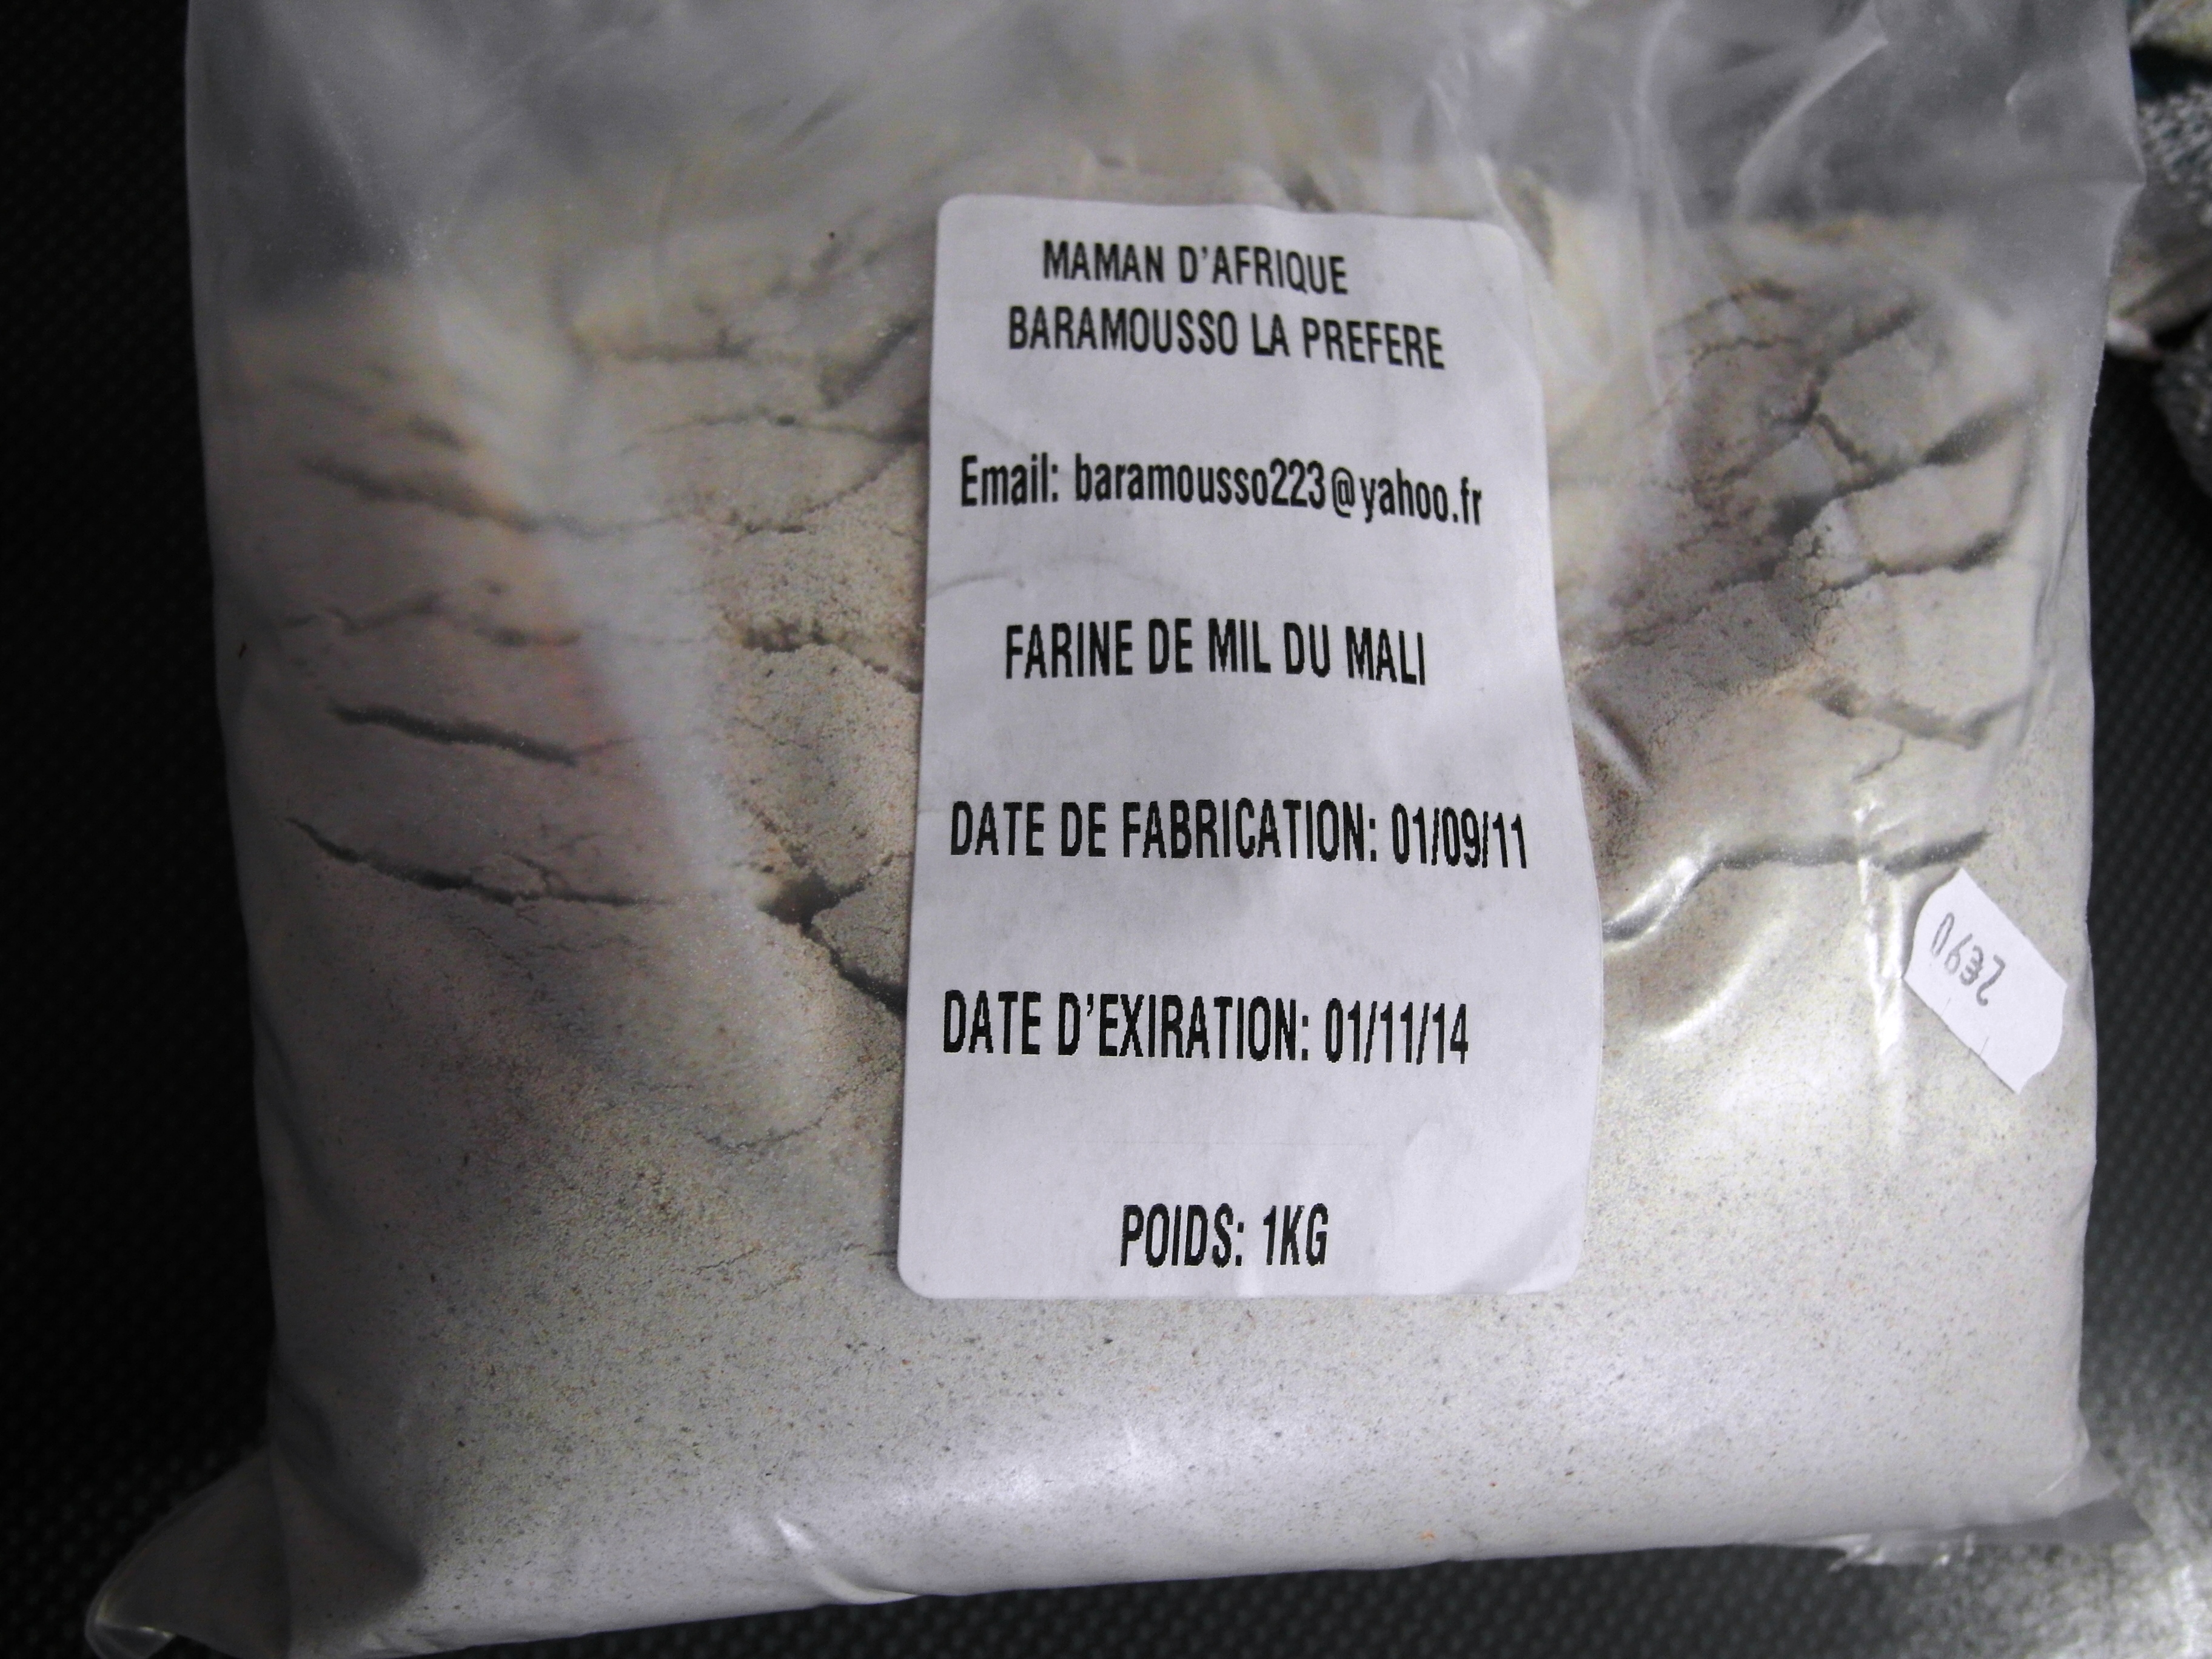 MAMAN D'AFRIQUE
BARAMOUSSO LA PREFERE
Email: baramousso223@yahoo.fr
FARINE DE MIL DU MALI
DATE DE FABRICATION: 01/09/11
DATE D'EXIRATION: 01/11/14
POIDS: 1KG
2€90